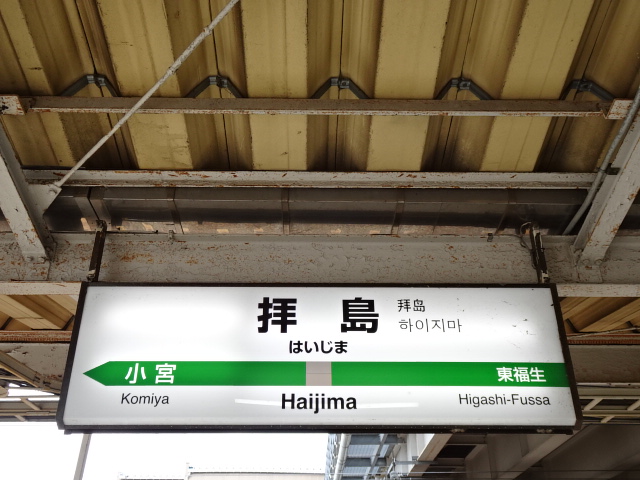 拝島
拝岛
하이지마
はいじま
小宮
東福生
Komiya
Haijima
Higashi-Fussa